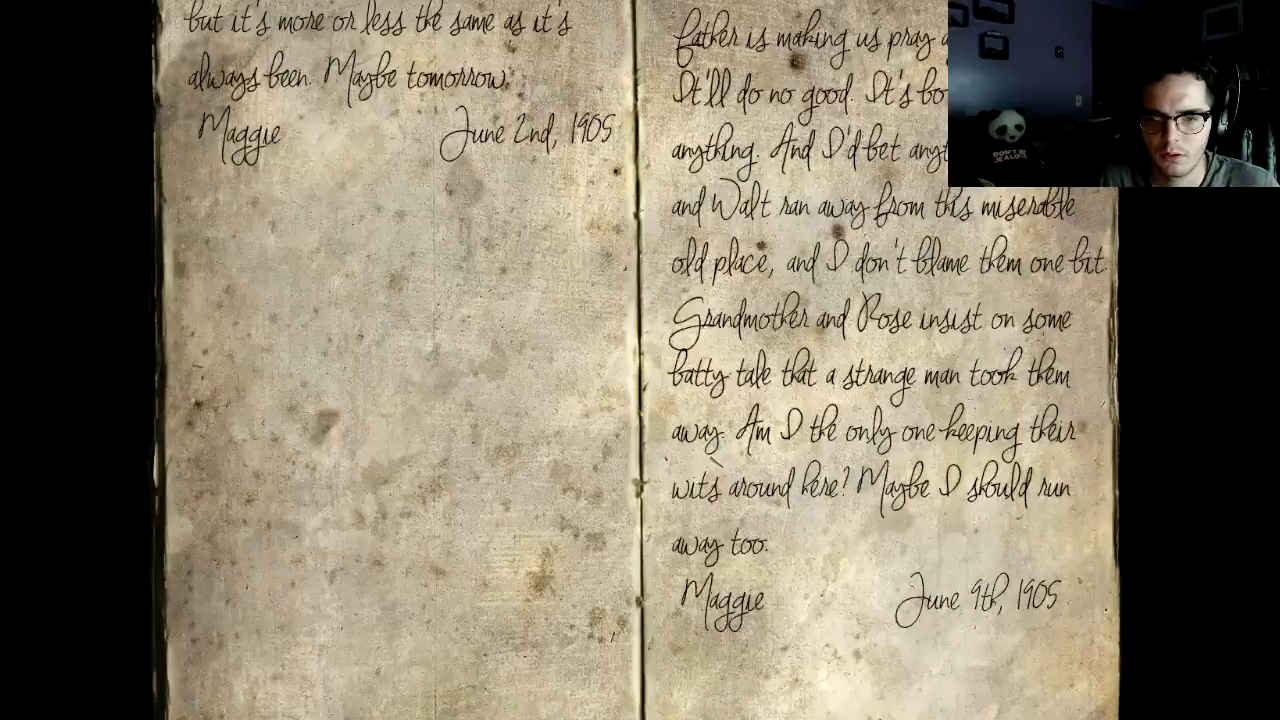 but it's more or less the same as it's
always been. Maybe tomorrow.
Maggie June 2nd, 1905
Father is making us pray
It'll do no good. It's
anything. And I'd bet
and Walt ran away from this miserable
old place, and I don't blame them one bit.
Grandmother and Rose insist on some
batty tale that a strange man took them
away. Am I the only one keeping their
wits around here? Maybe I should run
away too.
Maggie June 9th, 1905
DON'T BE
JEALOUS